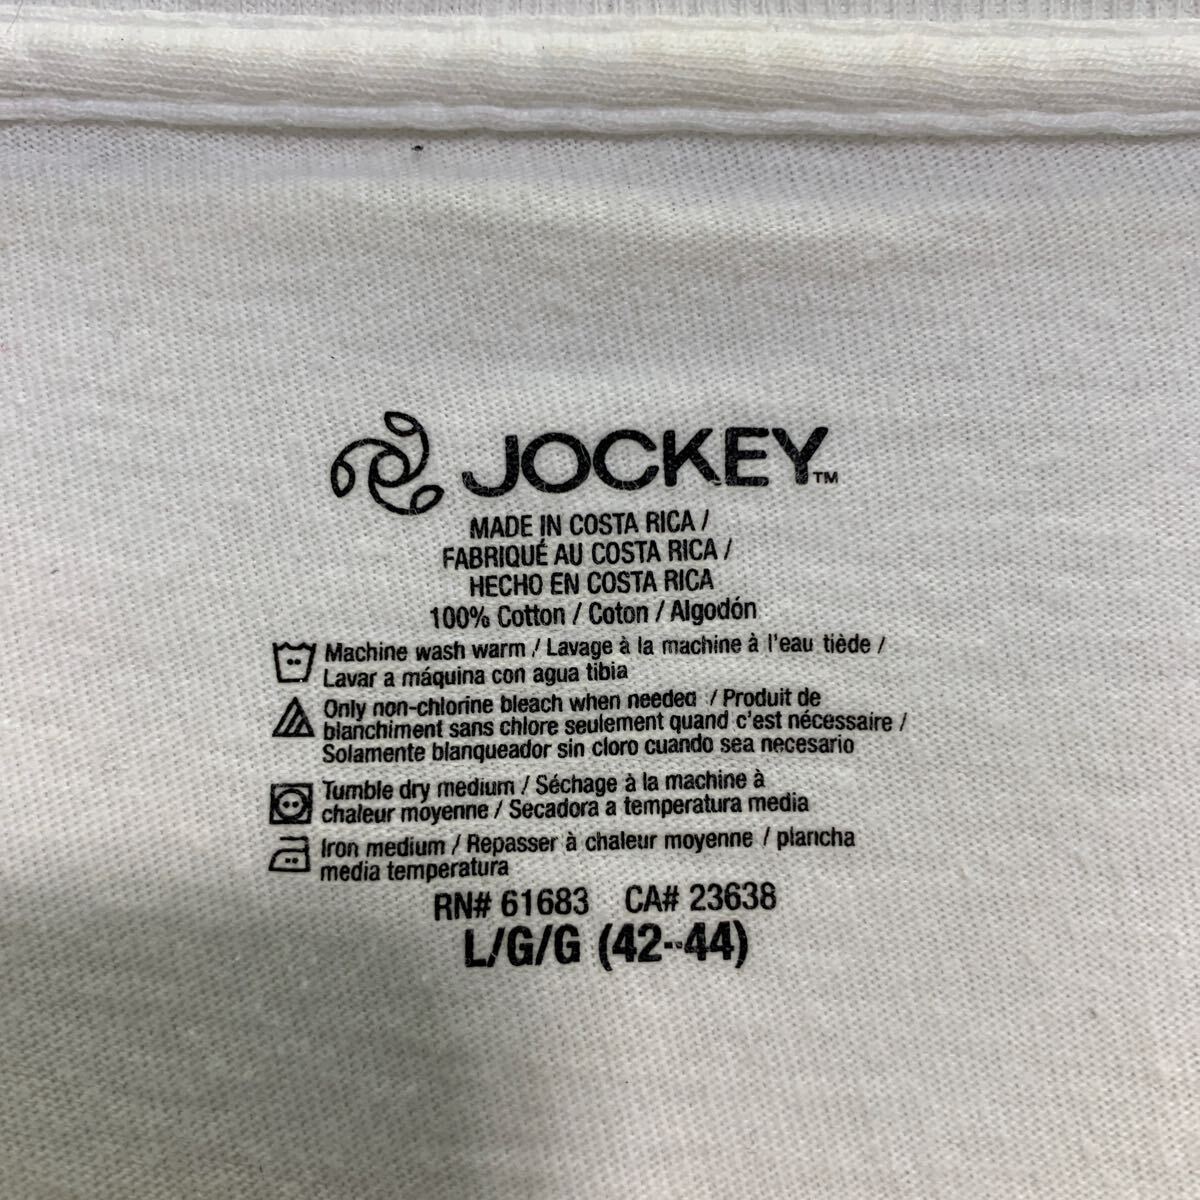 JOCKEY™
MADE IN COSTA RICA /
FABRIQUÉ AU COSTA RICA /
HECHO EN COSTA RICA
100% Cotton / Coton / Algodón
Machine wash warm / Lavage à la machine à l'eau tiède /
Lavar a máquina con agua tibia
Only non-chlorine bleach when needed / Produit de
blanchiment sans chlore seulement quand c'est nécessaire /
Solamente blanqueador sin cloro cuando sea necesario
Tumble dry medium / Séchage à la machine à
chaleur moyenne / Secadora a temperatura media
Iron medium / Repasser à chaleur moyenne / plancha
media temperatura
RN# 61683 CA# 23638
L/G/G (42-44)